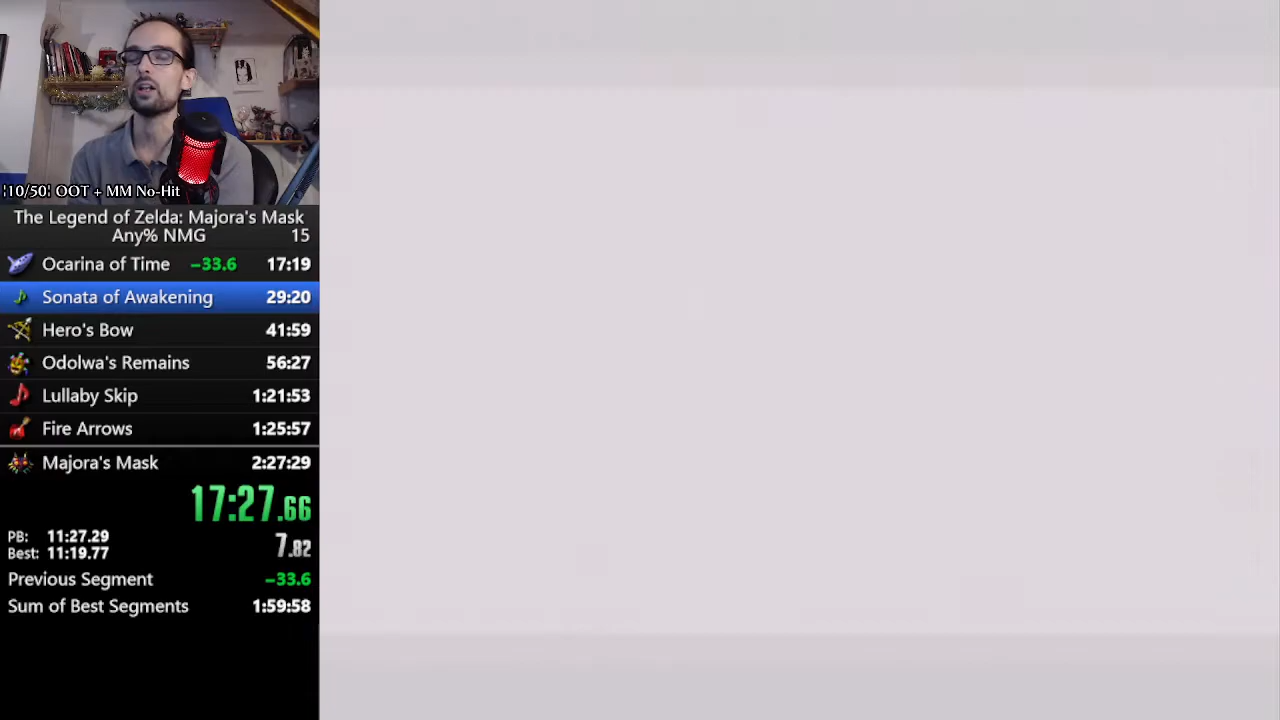 [10/50] OOT + MM No-Hit
The Legend of Zelda: Majora's Mask
Any% NMG 15
Ocarina of Time -33.6 17:19
Sonata of Awakening 29:20
Hero's Bow 41:59
Odolwa's Remains 56:27
Lullaby Skip 1:21:53
Fire Arrows 1:25:57
Majora's Mask 2:27:29
17:27.66
PB: 11:27.29
Best: 11:19.77
7.82
Previous Segment -33.6
Sum of Best Segments 1:59:58